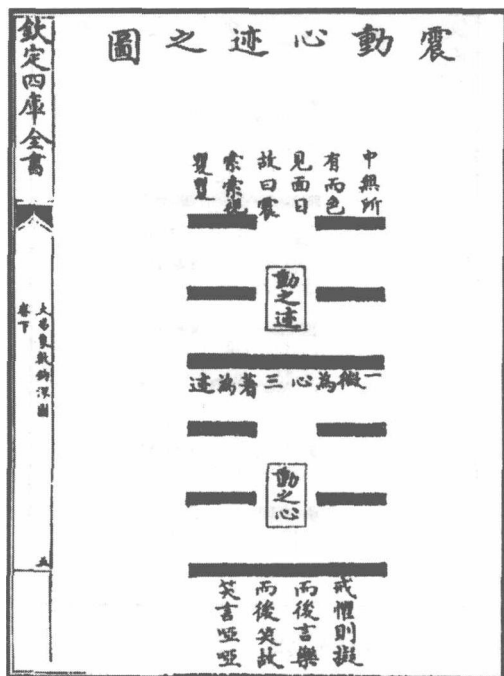 震動心迹之圖
中無所
有而色
見面日
故曰震
索索視
矍矍
動之迹
一微為心三著為迹
動之心
戒懼則擬
而後言樂
而後笑故
笑言啞啞
欽定四庫全書
大易象數鉤深圖
卷下
五